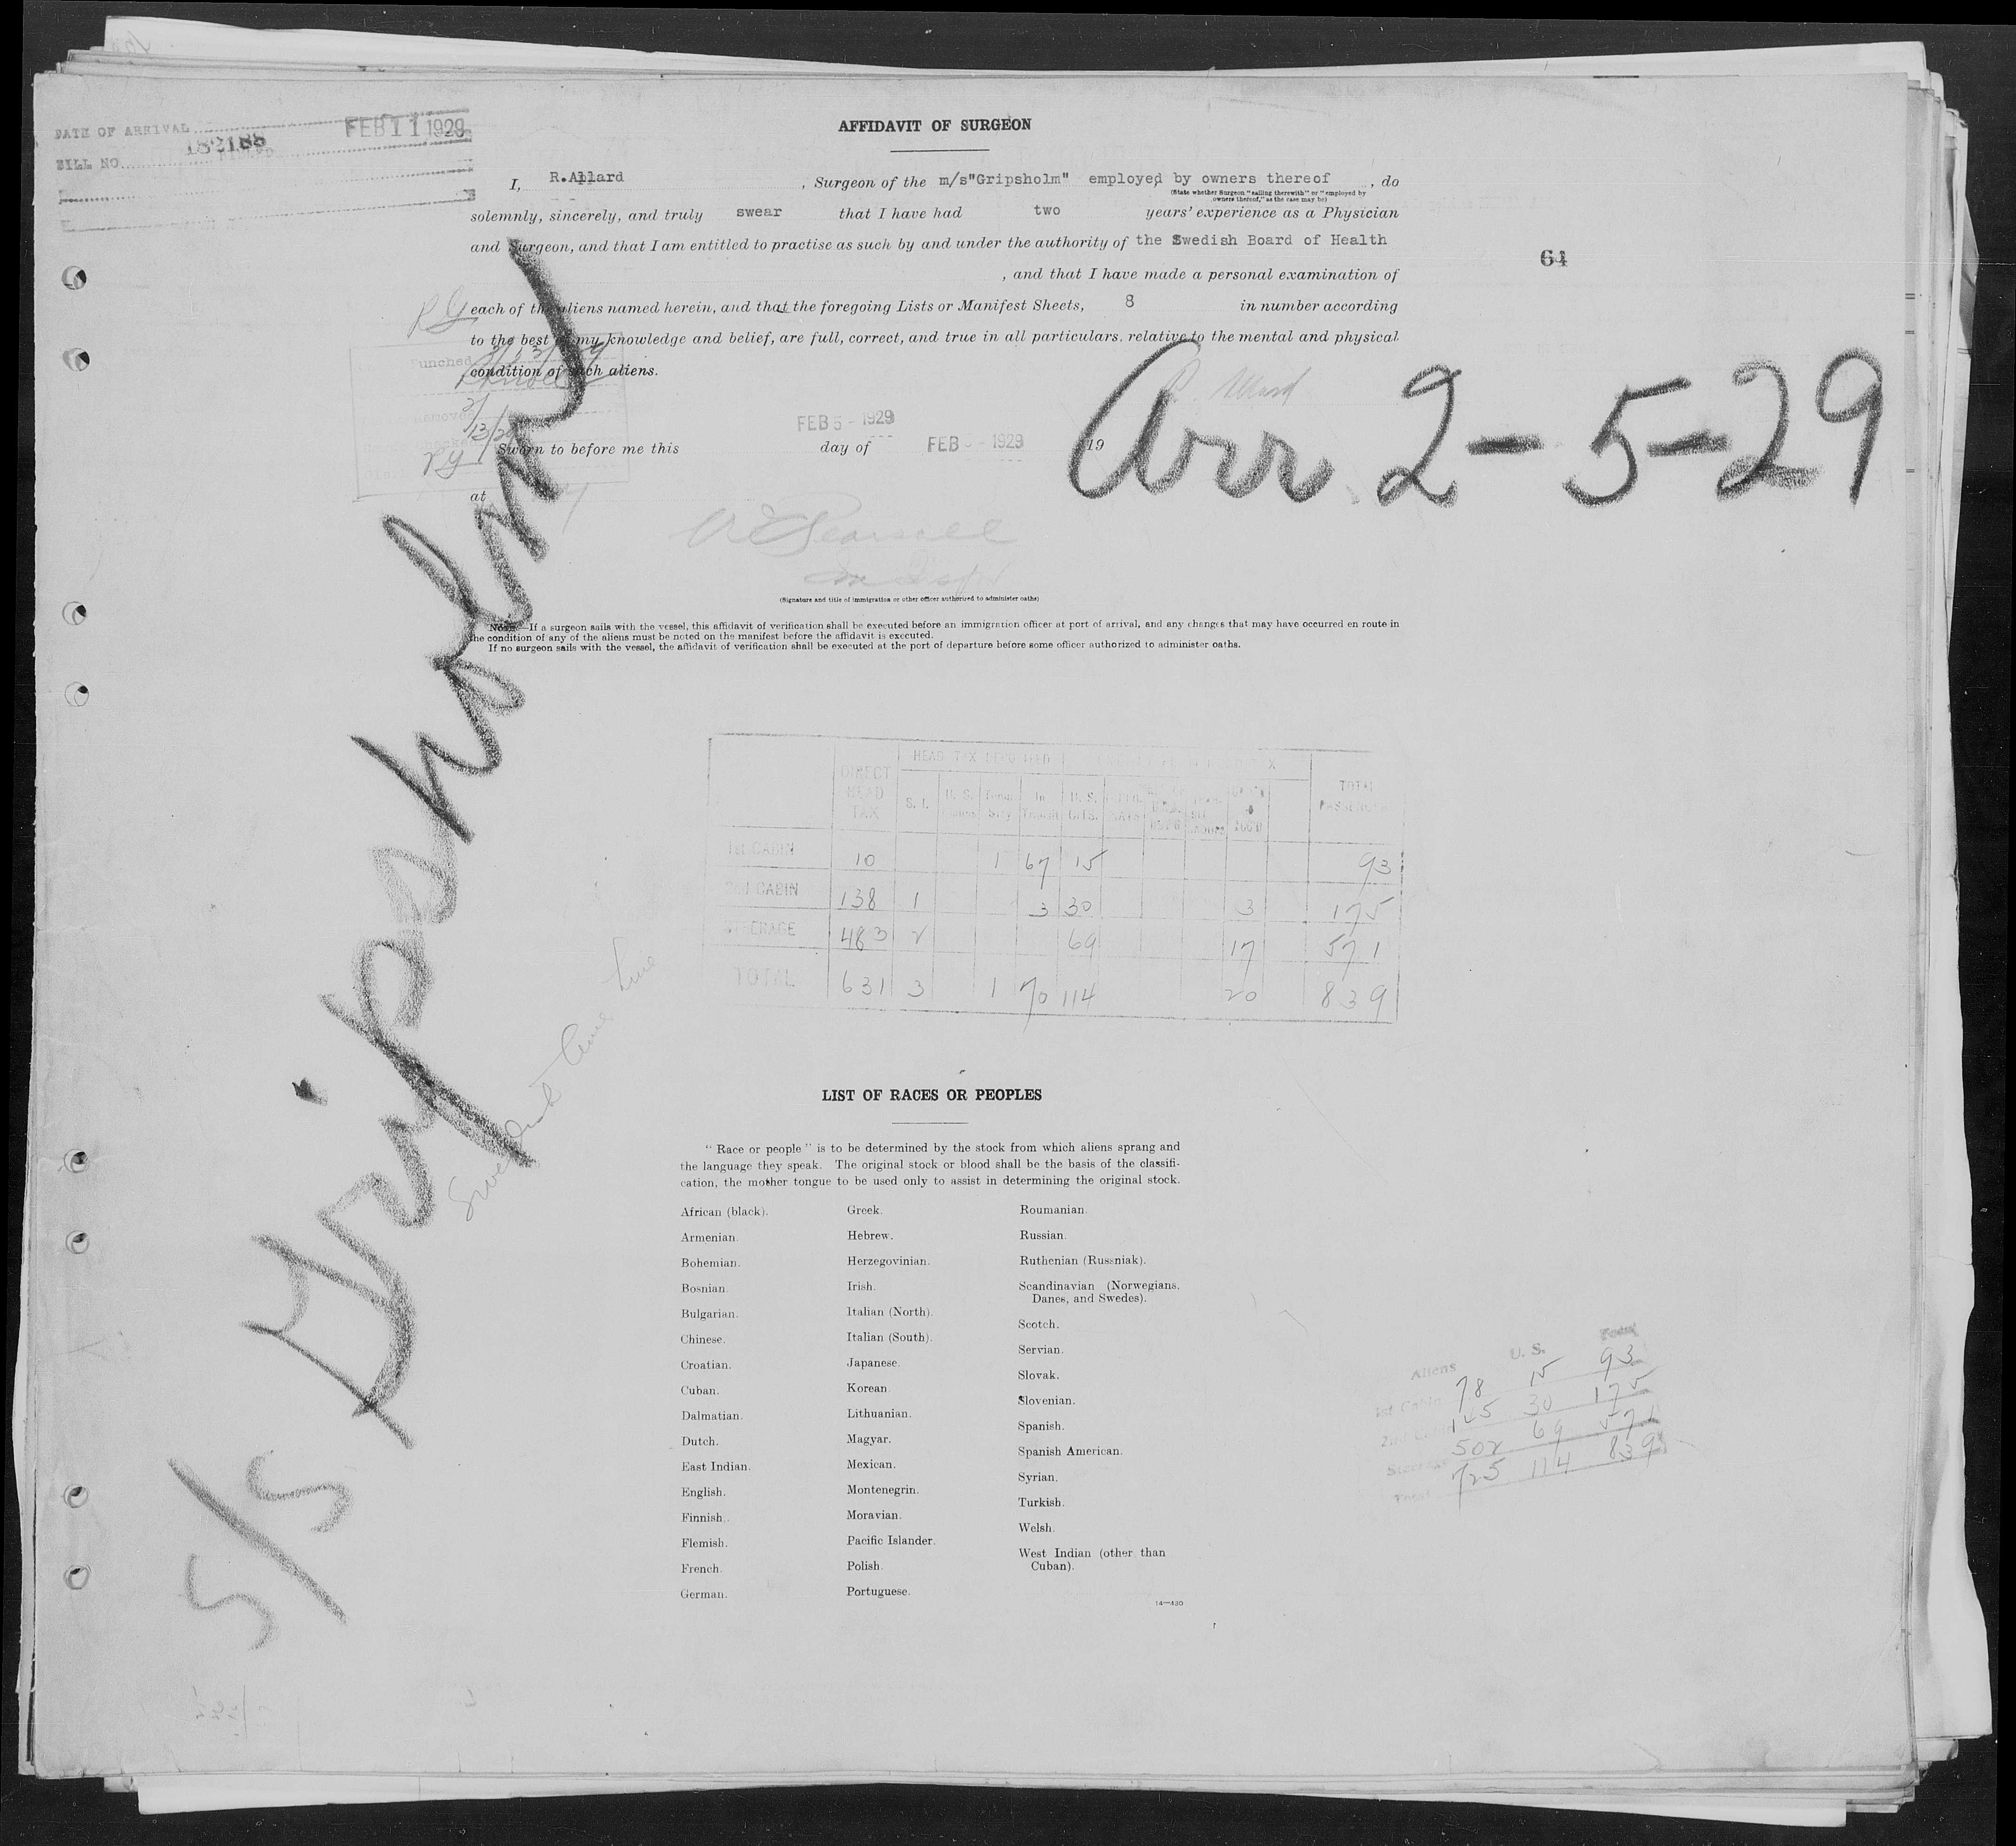 DATE OF ARRIVAL FEB 11 1929
BILL NO. 182188
AFFIDAVIT OF SURGEON
I, R.Allard, Surgeon of the m/s"Gripsholm" employed by owners thereof, do
(State whether Surgeon "sailing therewith" or "employed by
owners thereof," as the case may be)
solemnly, sincerely, and truly swear that I have had two years' experience as a Physician
and Surgeon, and that I am entitled to practise as such by and under the authority of the Swedish Board of Health
64
, and that I have made a personal examination of
each of the aliens named herein, and that the foregoing Lists or Manifest Sheets, 8 in number according
to the best of my knowledge and belief, are full, correct, and true in all particulars, relative to the mental and physical
condition of such aliens.
Punched
Arr 2-5-29
FEB 5 - 1929
Sworn to before me this day of FEB 5 - 1929 19
at
(Signature and title of immigration or other officer authorized to administer oaths)
Note.—If a surgeon sails with the vessel, this affidavit of verification shall be executed before an immigration officer at port of arrival, and any changes that may have occurred en route in
the condition of any of the aliens must be noted on the manifest before the affidavit is executed.
If no surgeon sails with the vessel, the affidavit of verification shall be executed at the port of departure before some officer authorized to administer oaths.
Gripsholm
S/S
DIRECT HEAD TAX S. I. U. S. In Transit U. S. CITS. TOTAL
1st CABIN 10 1 67 15 93
2nd CABIN 138 1 3 30 3 175
STEERAGE 483 2 69 17 571
TOTAL 631 3 1 70 114 20 839
Line
LIST OF RACES OR PEOPLES
"Race or people" is to be determined by the stock from which aliens sprang and
the language they speak. The original stock or blood shall be the basis of the classifi-
cation, the mother tongue to be used only to assist in determining the original stock.
African (black).
Armenian.
Bohemian.
Bosnian.
Bulgarian.
Chinese.
Croatian.
Cuban.
Dalmatian.
Dutch.
East Indian.
English.
Finnish.
Flemish.
French.
German.
Greek.
Hebrew.
Herzegovinian.
Irish.
Italian (North).
Italian (South).
Japanese.
Korean.
Lithuanian.
Magyar.
Mexican.
Montenegrin.
Moravian.
Pacific Islander.
Polish.
Portuguese.
Roumanian.
Russian.
Ruthenian (Russniak).
Scandinavian (Norwegians,
Danes, and Swedes).
Scotch.
Servian.
Slovak.
Slovenian.
Spanish.
Spanish American.
Syrian.
Turkish.
Welsh.
West Indian (other than
Cuban).
14—430
Aliens U. S. Total
1st Cabin 78 15 93
2nd Cabin 145 30 175
Steerage 502 69 571
Total 725 114 839